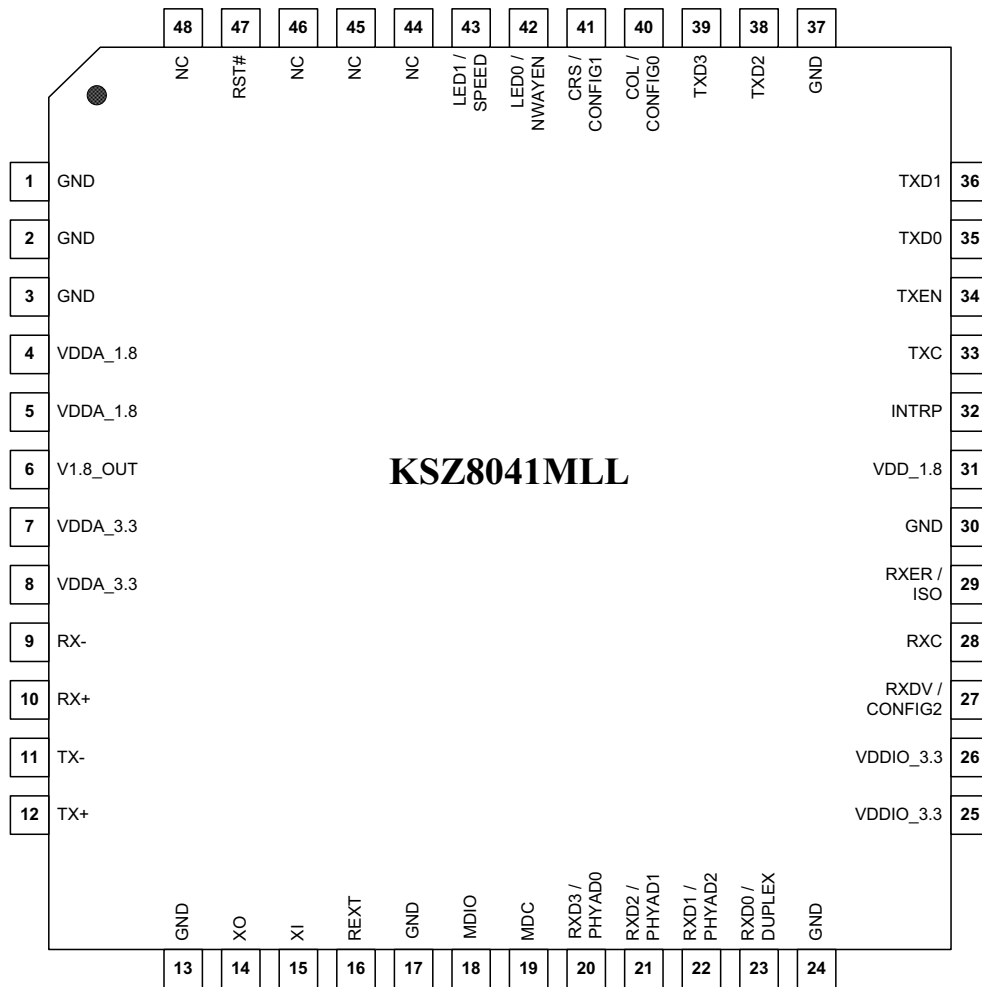 48 47 46 45 44 43 42 41 40 39 38 37
NC
RST#
NC
NC
NC
LED1 /
SPEED
LED0 /
NWAYEN
CRS /
CONFIG1
COL /
CONFIG0
TXD3
TXD2
GND
1 GND
2 GND
3 GND
4 VDDA_1.8
5 VDDA_1.8
6 V1.8_OUT
7 VDDA_3.3
8 VDDA_3.3
9 RX-
10 RX+
11 TX-
12 TX+
KSZ8041MLL
TXD1 36
TXD0 35
TXEN 34
TXC 33
INTRP 32
VDD_1.8 31
GND 30
RXER /
ISO 29
RXC 28
RXDV /
CONFIG2 27
VDDIO_3.3 26
VDDIO_3.3 25
GND
XO
XI
REXT
GND
MDIO
MDC
RXD3 /
PHYAD0
RXD2 /
PHYAD1
RXD1 /
PHYAD2
RXD0 /
DUPLEX
GND
13 14 15 16 17 18 19 20 21 22 23 24